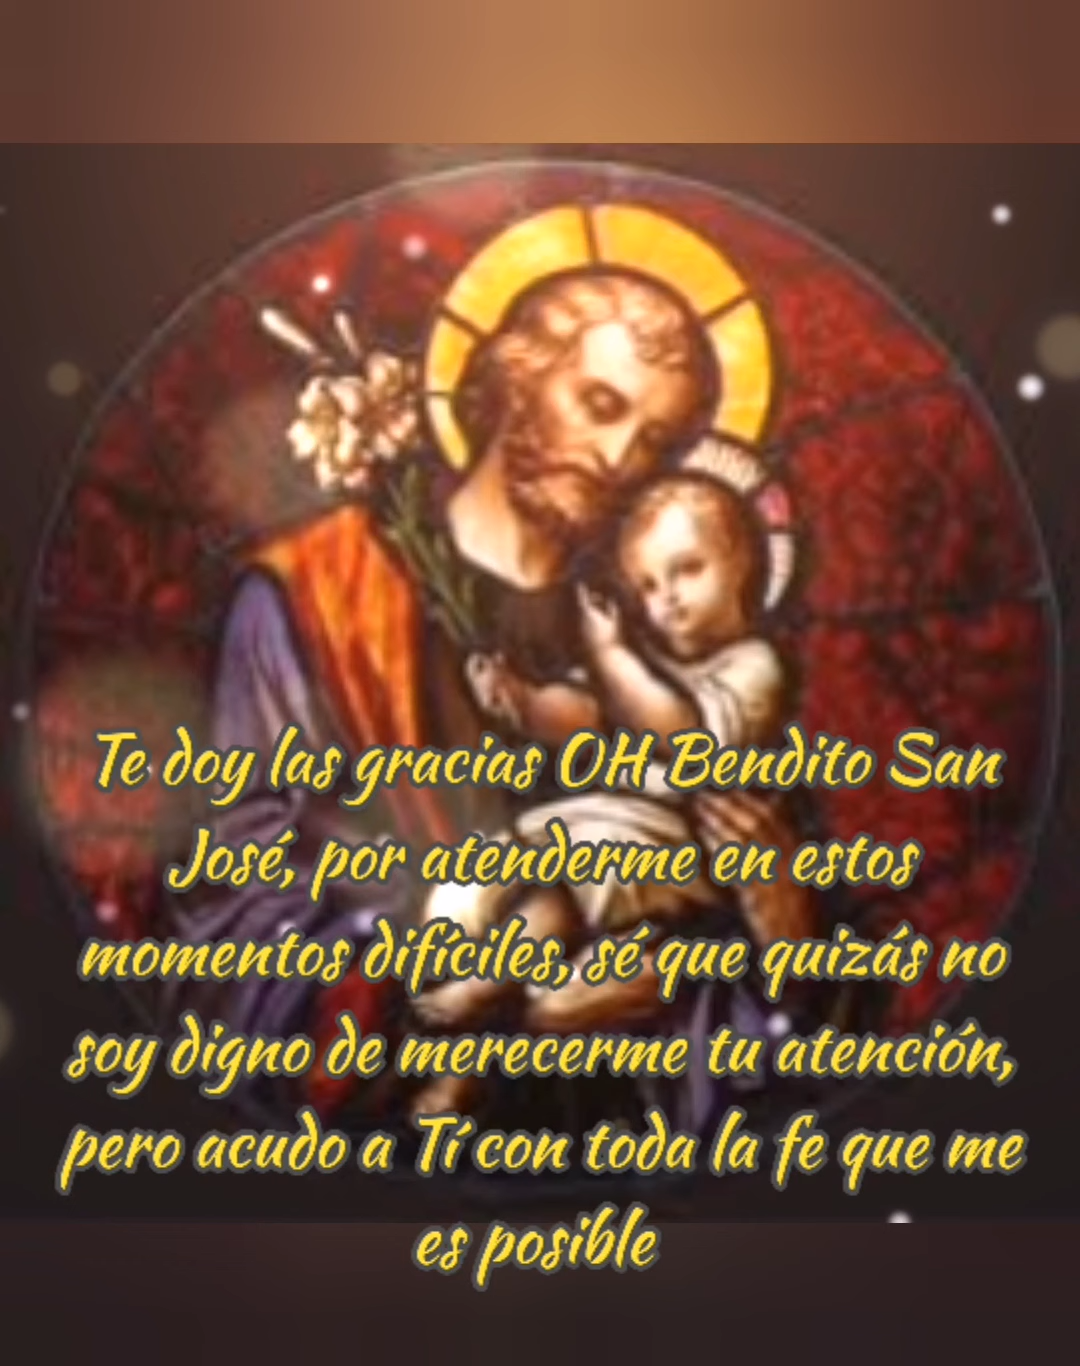 Te doy las gracias OH Bendito San
José, por atenderme en estos
momentos difíciles, sé que quizás no
soy digno de merecerme tu atención,
pero acudo a Tí con toda la fe que me
es posible